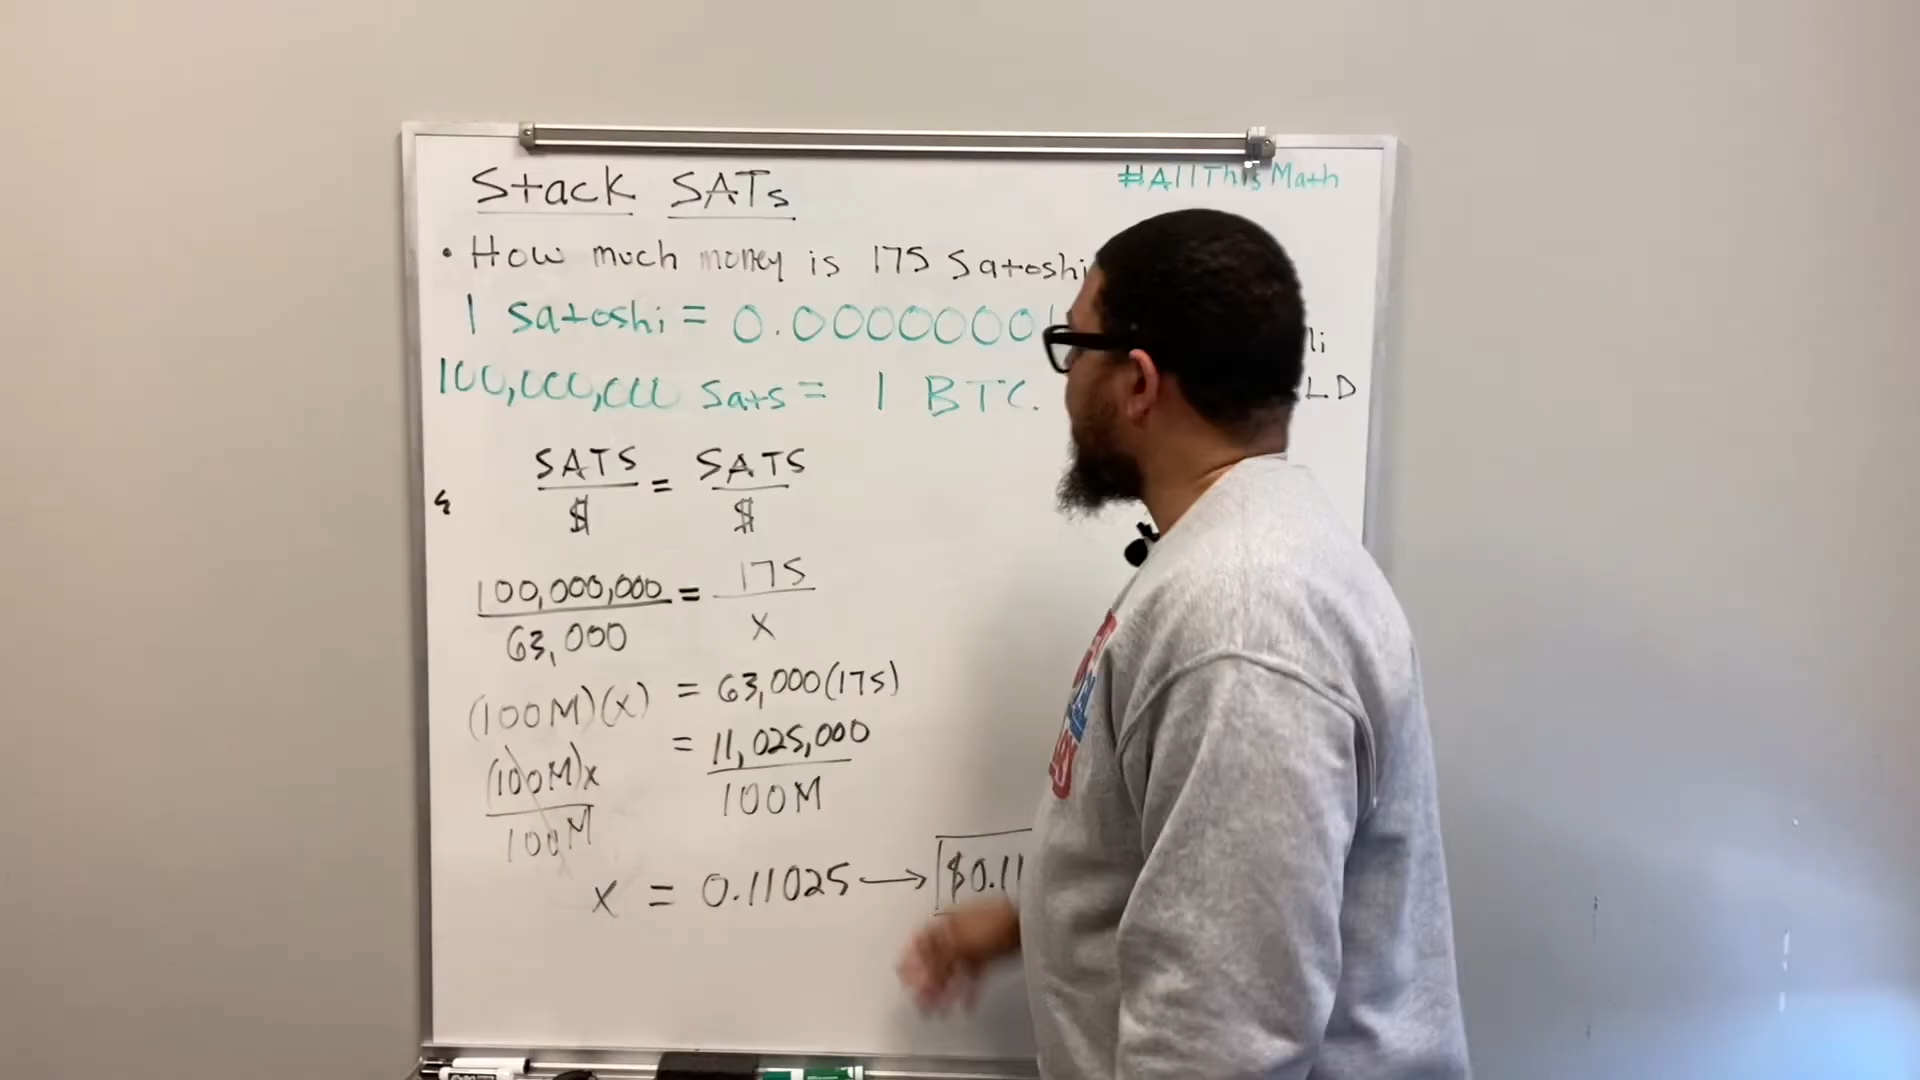 Stack SATs
#AllThisMath
• How much money is 175 Satoshi
1 Satoshi = 0.0000000
100,000,000 Sats = 1 BTC.
LD
SATS = SATS
$ $
100,000,000 = 175
63,000 x
(100M)(x) = 63,000(175)
(100M)x = 11,025,000
100M 100M
x = 0.11025 → $0.11